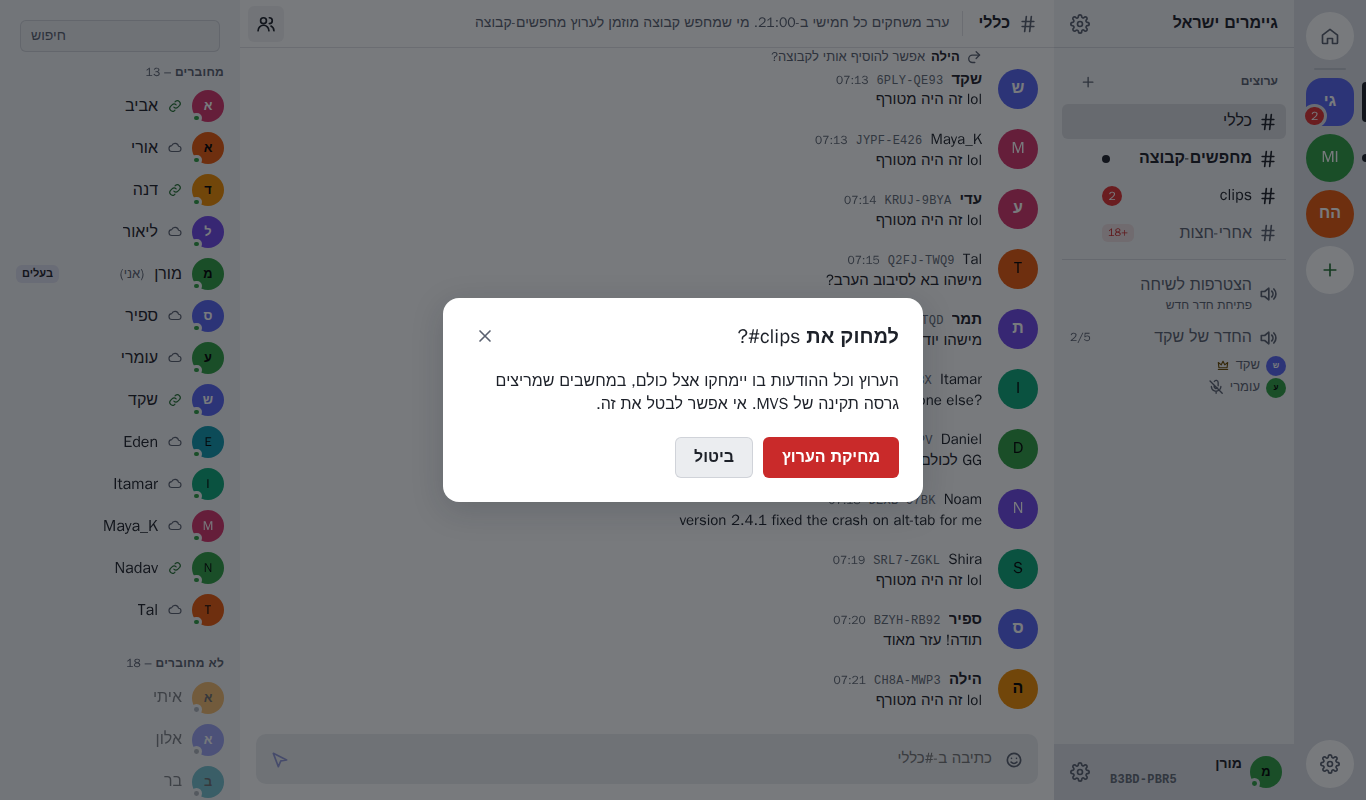 גיימרים ישראל
גי
2
MI
הח
ערוצים
כללי
מחפשים-קבוצה
clips
2
אחרי-חצות
18+
הצטרפות לשיחה
פתיחת חדר חדש
החדר של שקד
2/5
ש
שקד
ע
עומרי
מ
מורן
B3BD-PBR5
# כללי
ערב משחקים כל חמישי ב-21:00. מי שמחפש קבוצה מוזמן לערוץ מחפשים-קבוצה
הילה אפשר להוסיף אותי לקבוצה?
ש
שקד 6PLY-QE93 07:13
lol זה היה מטורף
M
Maya_K JYPF-E426 07:13
lol זה היה מטורף
ע
עדי KRUJ-9BYA 07:14
lol זה היה מטורף
T
Tal Q2FJ-TWQ9 07:15
מישהו בא לסיבוב הערב?
ת
תמר
מישהו
I
Itamar
one else?
D
Daniel
GG לכולם
N
Noam
version 2.4.1 fixed the crash on alt-tab for me
S
Shira SRL7-ZGKL 07:19
lol זה היה מטורף
ס
ספיר BZYH-RB92 07:20
תודה! עזר מאוד
ה
הילה CH8A-MWP3 07:21
lol זה היה מטורף
כתיבה ב-#כללי
למחוק את #clips?
הערוץ וכל ההודעות בו יימחקו אצל כולם, במחשבים שמריצים
גרסה תקינה של MVS. אי אפשר לבטל את זה.
מחיקת הערוץ
ביטול
חיפוש
מחוברים – 13
א
אביב
א
אורי
ד
דנה
ל
ליאור
מ
מורן (אני)
בעלים
ס
ספיר
ע
עומרי
ש
שקד
E
Eden
I
Itamar
M
Maya_K
N
Nadav
T
Tal
לא מחוברים – 18
א
איתי
א
אלון
ב
בר